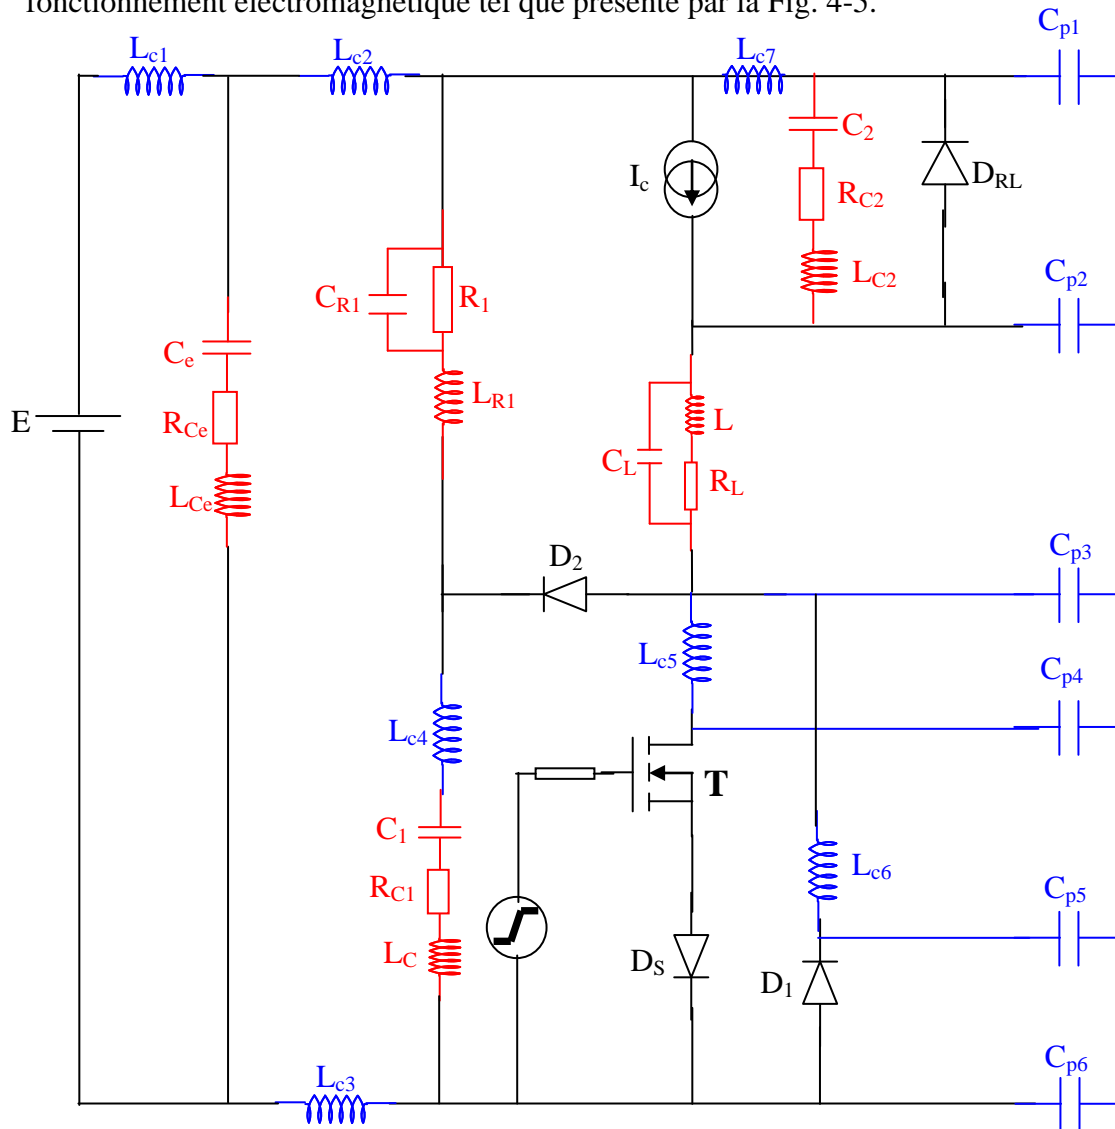 fonctionnement électromagnétique tel que présenté par la Fig. 4-5.
Cp1
Lc1
Lc2
Lc7
C2
Ic
DRL
RC2
LC2
Cp2
CR1
R1
Ce
LR1
L
E
RCe
CL
RL
LCe
D2
Cp3
Lc5
Cp4
Lc4
T
C1
Lc6
RC1
Cp5
LC
DS
D1
Cp6
Lc3